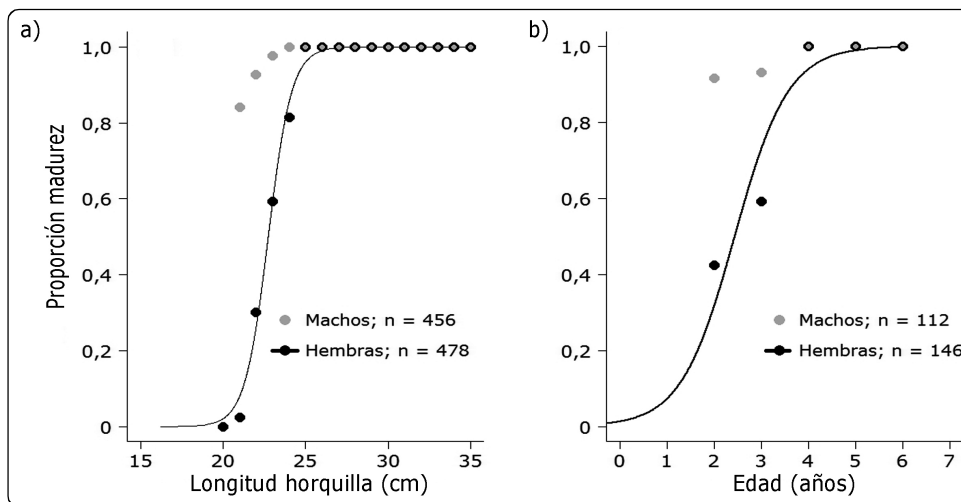 a)
Proporción madurez
1,0
0,8
0,6
0,4
0,2
0
Machos; n = 456
Hembras; n = 478
15 20 25 30 35
Longitud horquilla (cm)
b)
1,0
0,8
0,6
0,4
0,2
0
Machos; n = 112
Hembras; n = 146
0 1 2 3 4 5 6 7
Edad (años)